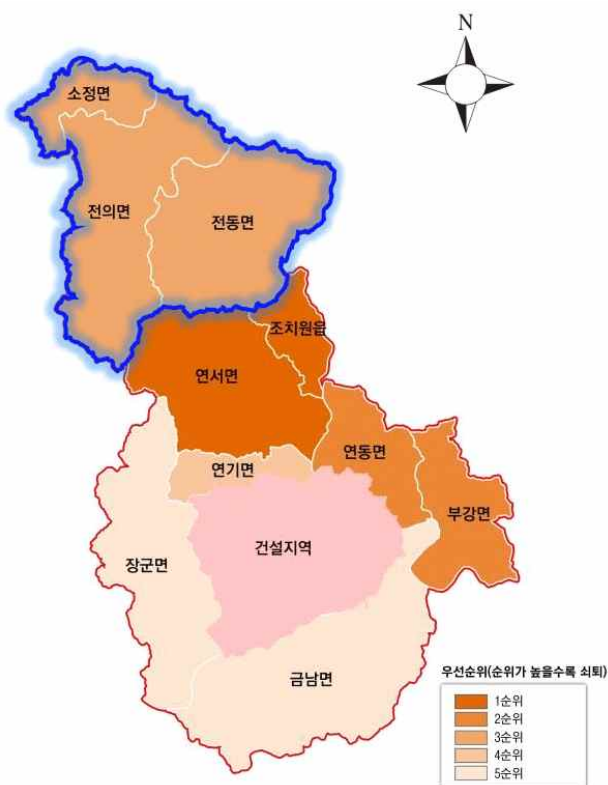 N
소정면
전의면
전동면
조치원읍
연서면
연동면
연기면
부강면
건설지역
장군면
금남면
우선순위(순위가 높을수록 쇠퇴)
1순위
2순위
3순위
4순위
5순위